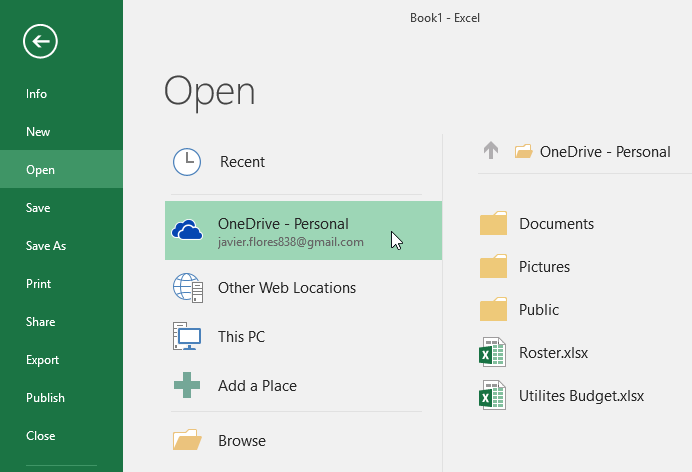 Book1 - Excel
Info
New
Open
Save
Save As
Print
Share
Export
Publish
Close
Open
Recent
OneDrive - Personal
javier.flores838@gmail.com
Other Web Locations
This PC
Add a Place
Browse
OneDrive - Personal
Documents
Pictures
Public
Roster.xlsx
Utilites Budget.xlsx